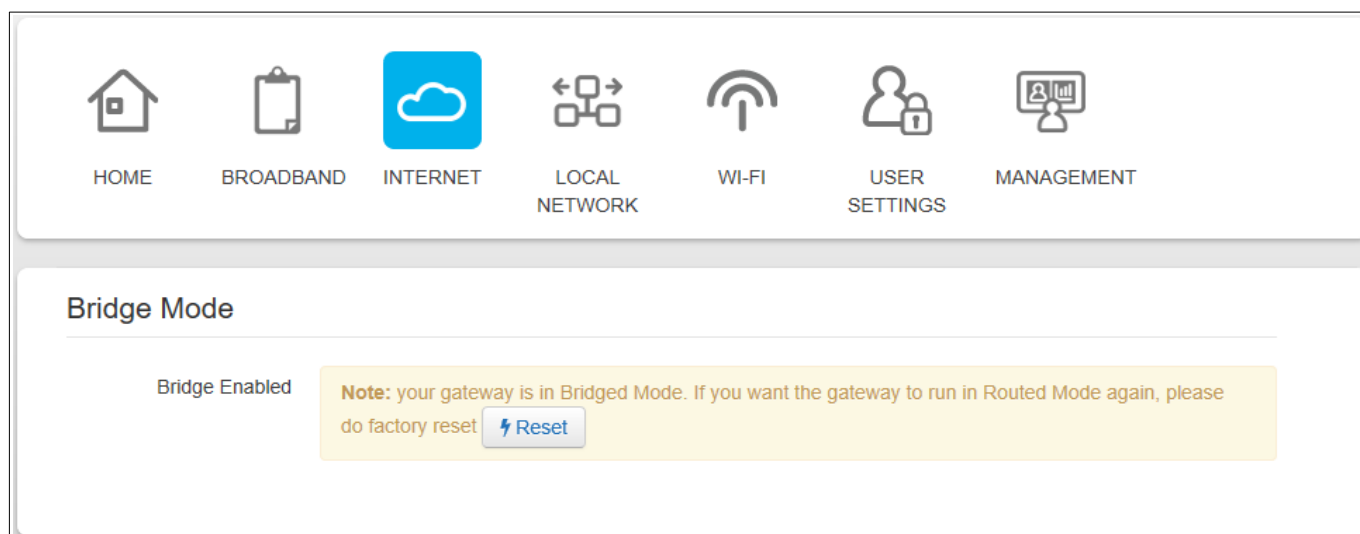 HOME
BROADBAND
INTERNET
LOCAL
NETWORK
WI-FI
USER
SETTINGS
MANAGEMENT
Bridge Mode
Bridge Enabled
Note: your gateway is in Bridged Mode. If you want the gateway to run in Routed Mode again, please
do factory reset Reset